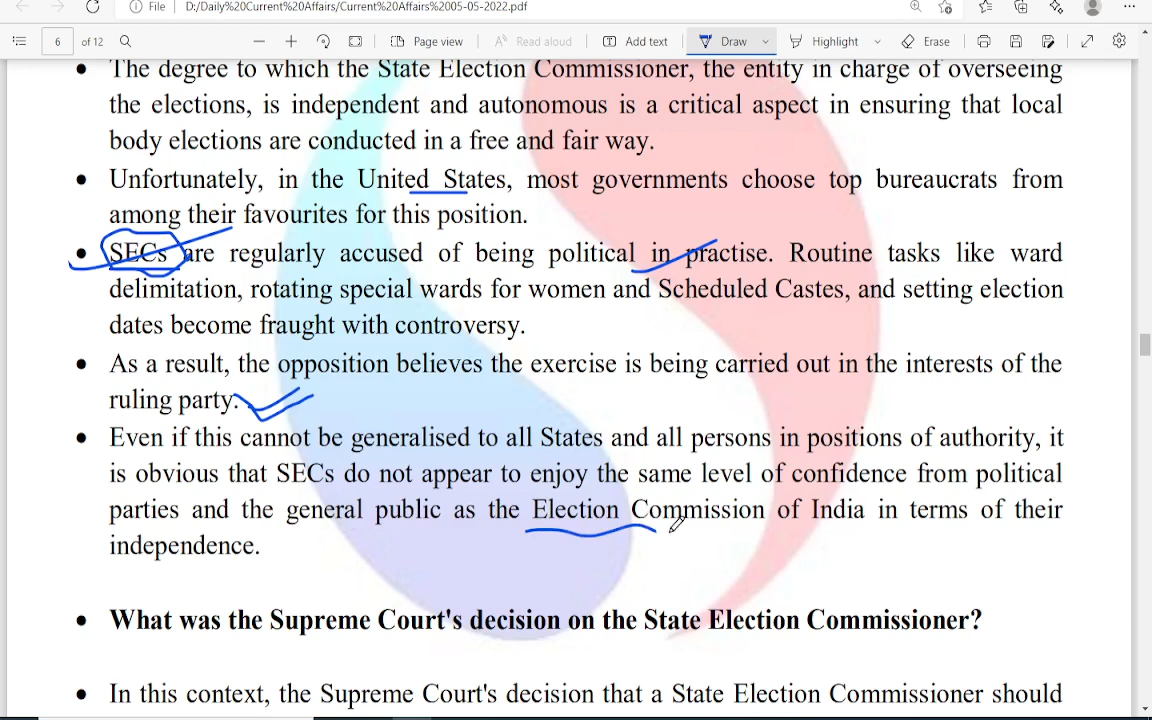 File
D:/Daily%20Current%20Affairs/Current%20Affairs%2005-05-2022.pdf
6 of 12
Page view
Read aloud
Add text
Draw
Highlight
Erase
• The degree to which the State Election Commissioner, the entity in charge of overseeing
the elections, is independent and autonomous is a critical aspect in ensuring that local
body elections are conducted in a free and fair way.
• Unfortunately, in the United States, most governments choose top bureaucrats from
among their favourites for this position.
• SECs are regularly accused of being political in practise. Routine tasks like ward
delimitation, rotating special wards for women and Scheduled Castes, and setting election
dates become fraught with controversy.
• As a result, the opposition believes the exercise is being carried out in the interests of the
ruling party.
• Even if this cannot be generalised to all States and all persons in positions of authority, it
is obvious that SECs do not appear to enjoy the same level of confidence from political
parties and the general public as the Election Commission of India in terms of their
independence.
• What was the Supreme Court's decision on the State Election Commissioner?
• In this context, the Supreme Court's decision that a State Election Commissioner should